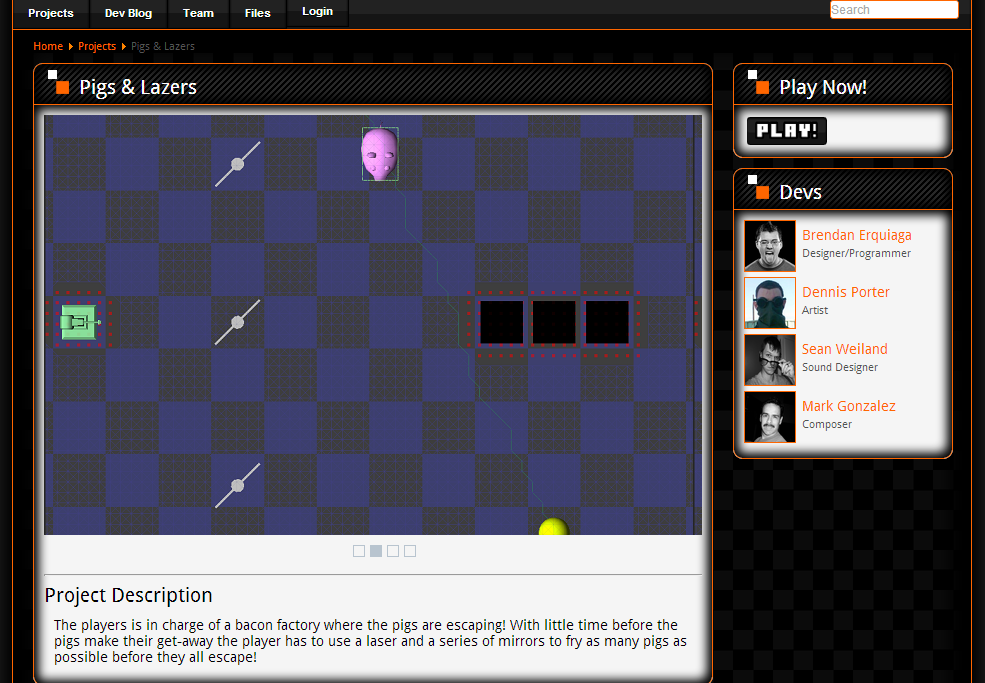 Projects Dev Blog Team Files Login Search
Home Projects Pigs & Lazers
Pigs & Lazers
Project Description
The players is in charge of a bacon factory where the pigs are escaping! With little time before the
pigs make their get-away the player has to use a laser and a series of mirrors to fry as many pigs as
possible before they all escape!
Play Now!
PLAY!
Devs
Brendan Erquiaga
Designer/Programmer
Dennis Porter
Artist
Sean Weiland
Sound Designer
Mark Gonzalez
Composer